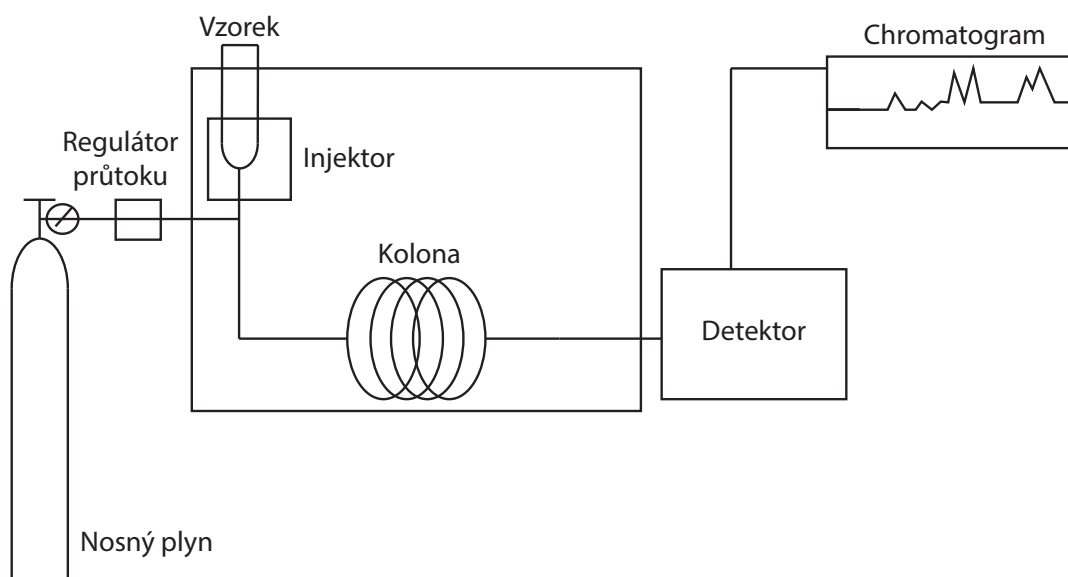 Vzorek
Chromatogram
Regulátor
průtoku
Injektor
Kolona
Detektor
Nosný plyn